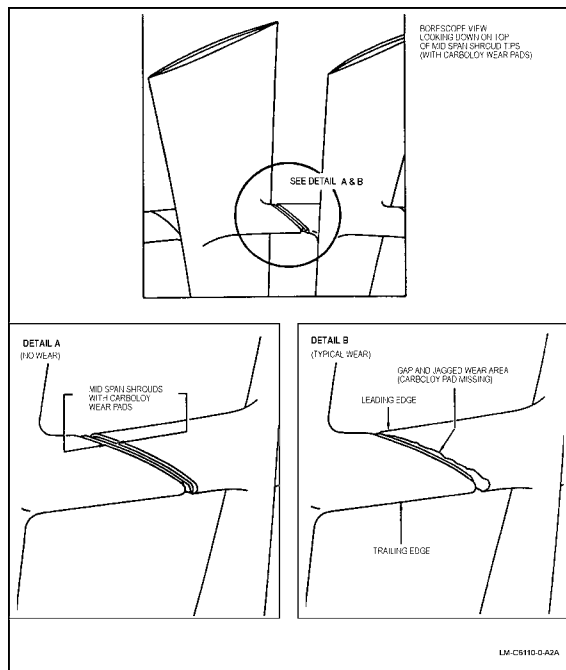 BORESCOPE VIEW
LOOKING DOWN ON TOP
OF MID SPAN SHROUD TIPS
(WITH CARBOLOY WEAR PADS)
SEE DETAIL A & B
DETAIL A
(NO WEAR)
MID SPAN SHROUDS
WITH CARBOLOY
WEAR PADS
DETAIL B
(TYPICAL WEAR)
GAP AND JAGGED WEAR AREA
(CARBOLOY PAD MISSING)
LEADING EDGE
TRAILING EDGE
LM-C6110-0-A2A